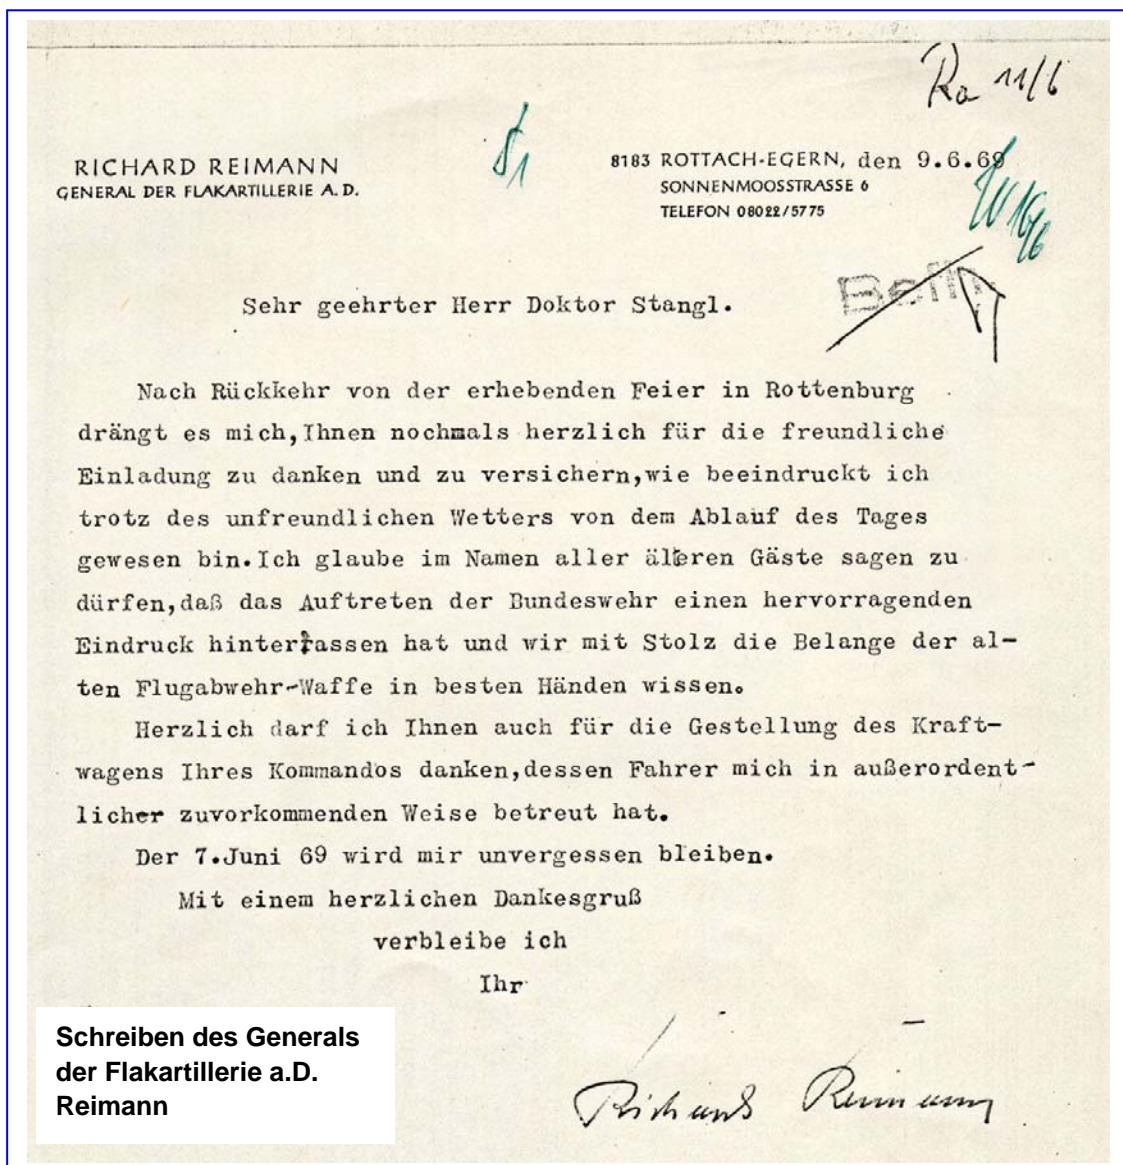 Ra 11/6
RICHARD REIMANN
GENERAL DER FLAKARTILLERIE A. D.
8183 ROTTACH-EGERN, den 9.6.69
SONNENMOOSSTRASSE 6
TELEFON 08022/5775
16/6
Sehr geehrter Herr Doktor Stangl.
Nach Rückkehr von der erhebenden Feier in Rottenburg
drängt es mich,Ihnen nochmals herzlich für die freundliche
Einladung zu danken und zu versichern,wie beeindruckt ich
trotz des unfreundlichen Wetters von dem Ablauf des Tages
gewesen bin.Ich glaube im Namen aller älteren Gäste sagen zu
dürfen,daß das Auftreten der Bundeswehr einen hervorragenden
Eindruck hinterlassen hat und wir mit Stolz die Belange der al-
ten Flugabwehr-Waffe in besten Händen wissen.
Herzlich darf ich Ihnen auch für die Gestellung des Kraft-
wagens Ihres Kommandos danken,dessen Fahrer mich in außerordent-
licher zuvorkommenden Weise betreut hat.
Der 7.Juni 69 wird mir unvergessen bleiben.
Mit einem herzlichen Dankesgruß
verbleibe ich
Ihr
Richard Reimann
Schreiben des Generals
der Flakartillerie a.D.
Reimann